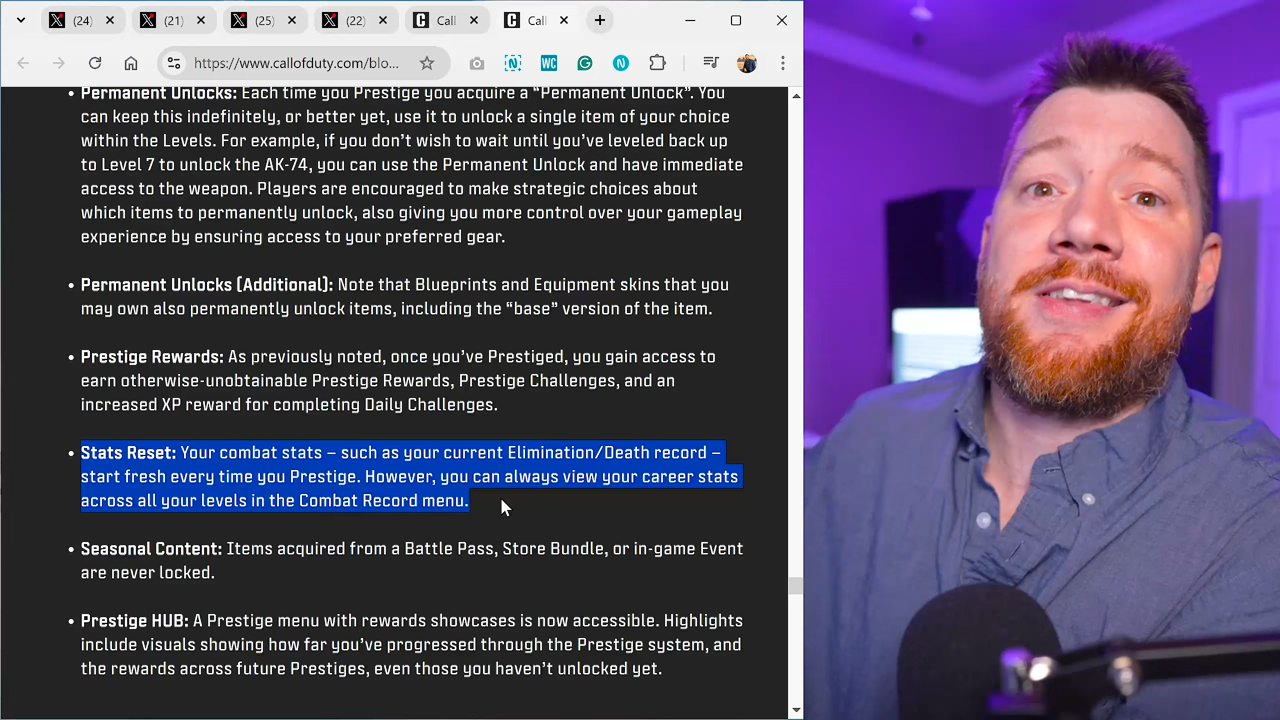 (24)
(21)
(25)
(22)
Call
Call
https://www.callofduty.com/blo...
WC
Permanent Unlocks: Each time you Prestige you acquire a “Permanent Unlock”. You
can keep this indefinitely, or better yet, use it to unlock a single item of your choice
within the Levels. For example, if you don’t wish to wait until you’ve leveled back up
to Level 7 to unlock the AK-74, you can use the Permanent Unlock and have immediate
access to the weapon. Players are encouraged to make strategic choices about
which items to permanently unlock, also giving you more control over your gameplay
experience by ensuring access to your preferred gear.
• Permanent Unlocks (Additional): Note that Blueprints and Equipment skins that you
may own also permanently unlock items, including the “base” version of the item.
• Prestige Rewards: As previously noted, once you’ve Prestiged, you gain access to
earn otherwise-unobtainable Prestige Rewards, Prestige Challenges, and an
increased XP reward for completing Daily Challenges.
• Stats Reset: Your combat stats – such as your current Elimination/Death record –
start fresh every time you Prestige. However, you can always view your career stats
across all your levels in the Combat Record menu.
• Seasonal Content: Items acquired from a Battle Pass, Store Bundle, or in-game Event
are never locked.
• Prestige HUB: A Prestige menu with rewards showcases is now accessible. Highlights
include visuals showing how far you’ve progressed through the Prestige system, and
the rewards across future Prestiges, even those you haven’t unlocked yet.